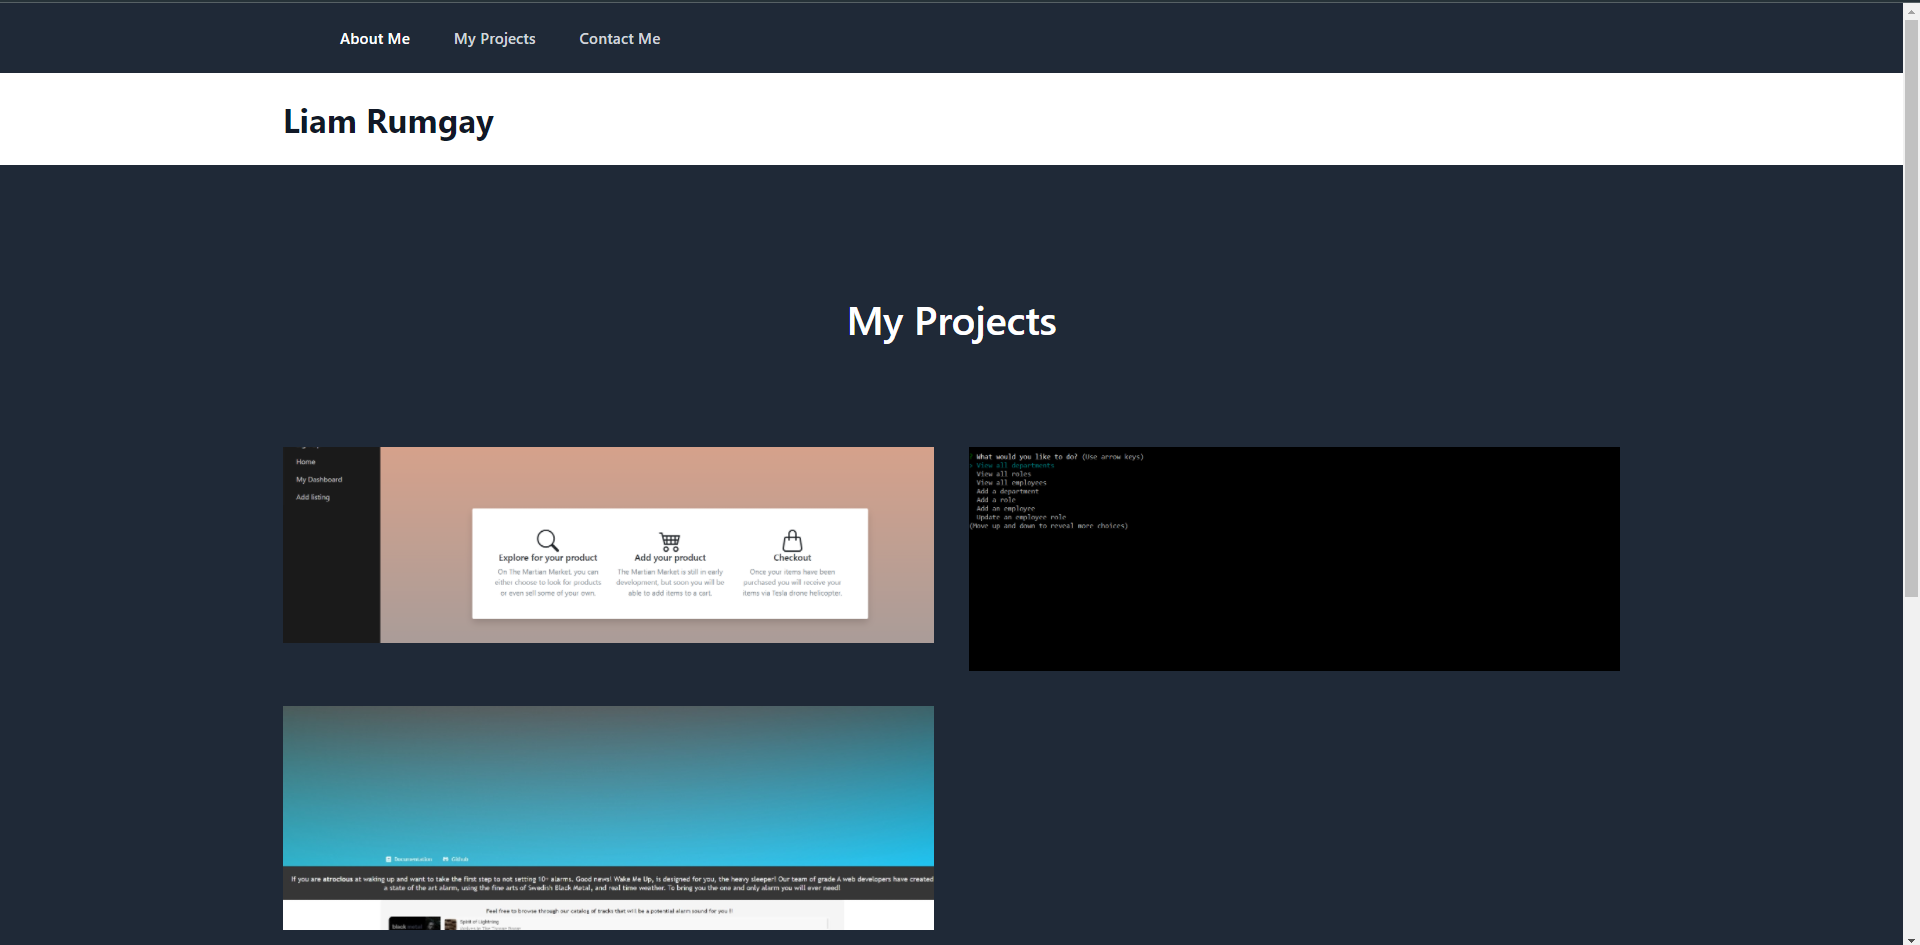 About Me My Projects Contact Me
Liam Rumgay
My Projects
Home
My Dashboard
Add listing
Explore for your product
On The Martian Market, you can
either choose to look for products
or even sell some of your own.
Add your product
The Martian Market is still in early
development, but soon you will be
able to add items to a cart.
Checkout
Once your items have been
purchased you will receive your
items via Tesla drone helicopter.
? What would you like to do? (Use arrow keys)
> View all departments
View all roles
View all employees
Add a department
Add a role
Add an employee
Update an employee role
(Move up and down to reveal more choices)
Documentation Github
If you are atrocious at waking up and want to take the first step to not setting 10+ alarms. Good news! Wake Me Up, is designed for you, the heavy sleeper! Our team of grade A web developers have created
a state of the art alarm, using the fine arts of Swedish Black Metal, and real time weather. To bring you the one and only alarm you will ever need!
Feel free to browse through our catalog of tracks that will be a potential alarm sound for you !!
black metal
Spirit of Lightning